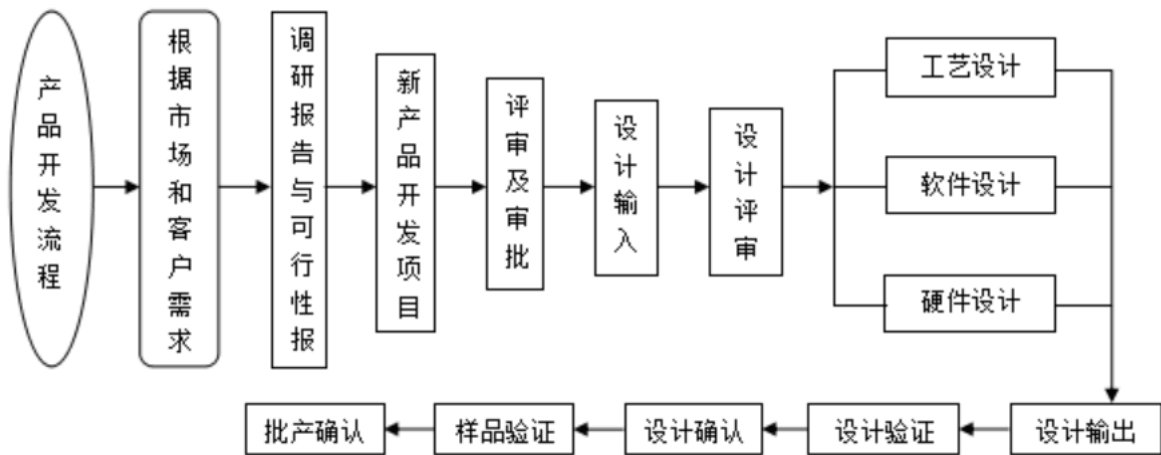 产品开发流程
根据市场和客户需求
调研报告与可行性报
新产品开发项目
评审及审批
设计输入
设计评审
工艺设计
软件设计
硬件设计
设计输出
设计验证
设计确认
样品验证
批产确认